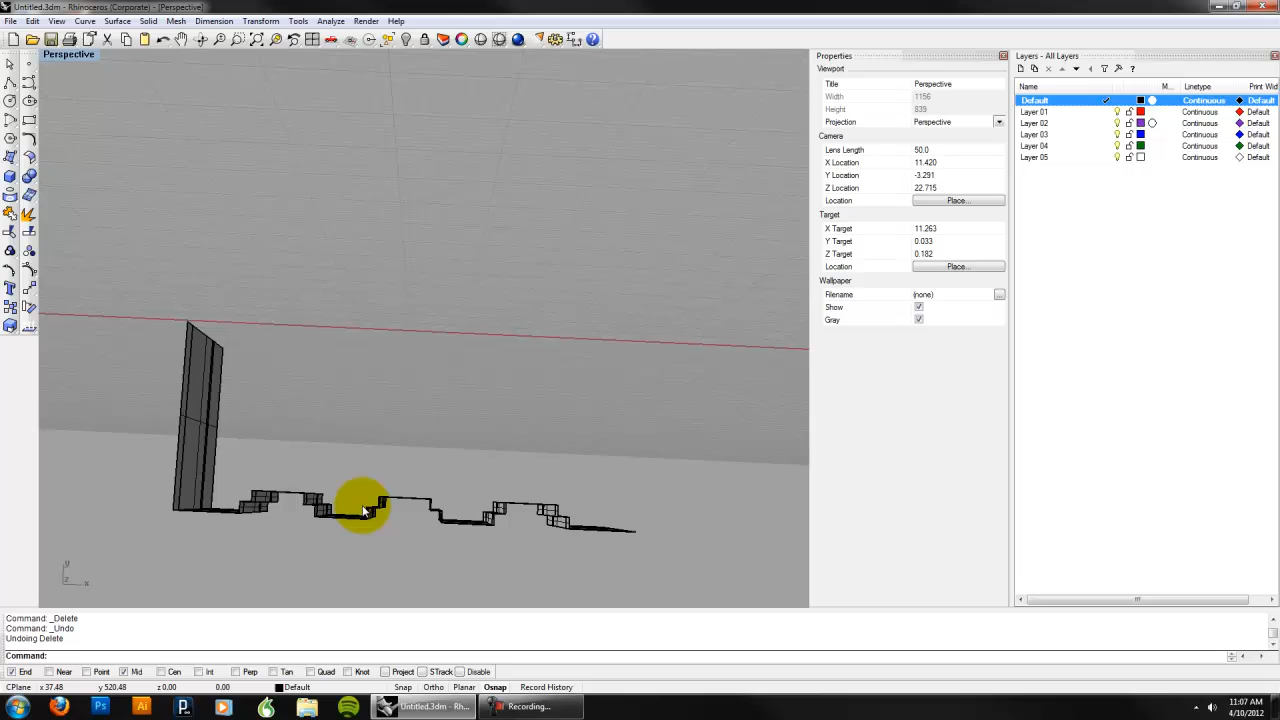 Untitled.3dm - Rhinoceros (Corporate) - [Perspective]
File Edit View Curve Surface Solid Mesh Dimension Transform Tools Analyze Render Help
Perspective
Properties
Viewport
Title Perspective
Width 1156
Height 839
Projection Perspective
Camera
Lens Length 50.0
X Location 11.420
Y Location -3.291
Z Location 22.715
Location Place...
Target
X Target 11.263
Y Target 0.033
Z Target 0.182
Location Place...
Wallpaper
Filename (none) ...
Show
Gray
Layers - All Layers
Name M... Linetype Print Wid
Default Continuous Default
Layer 01 Continuous Default
Layer 02 Continuous Default
Layer 03 Continuous Default
Layer 04 Continuous Default
Layer 05 Continuous Default
y
z x
Command: _Delete
Command: _Undo
Undoing Delete
Command:
End Near Point Mid Cen Int Perp Tan Quad Knot Project STrack Disable
CPlane x 37.48 y 520.48 z 0.00 0.00 Default Snap Ortho Planar Osnap Record History
Ps Ai P Untitled.3dm - Rh... Recording... 11:07 AM
4/10/2012